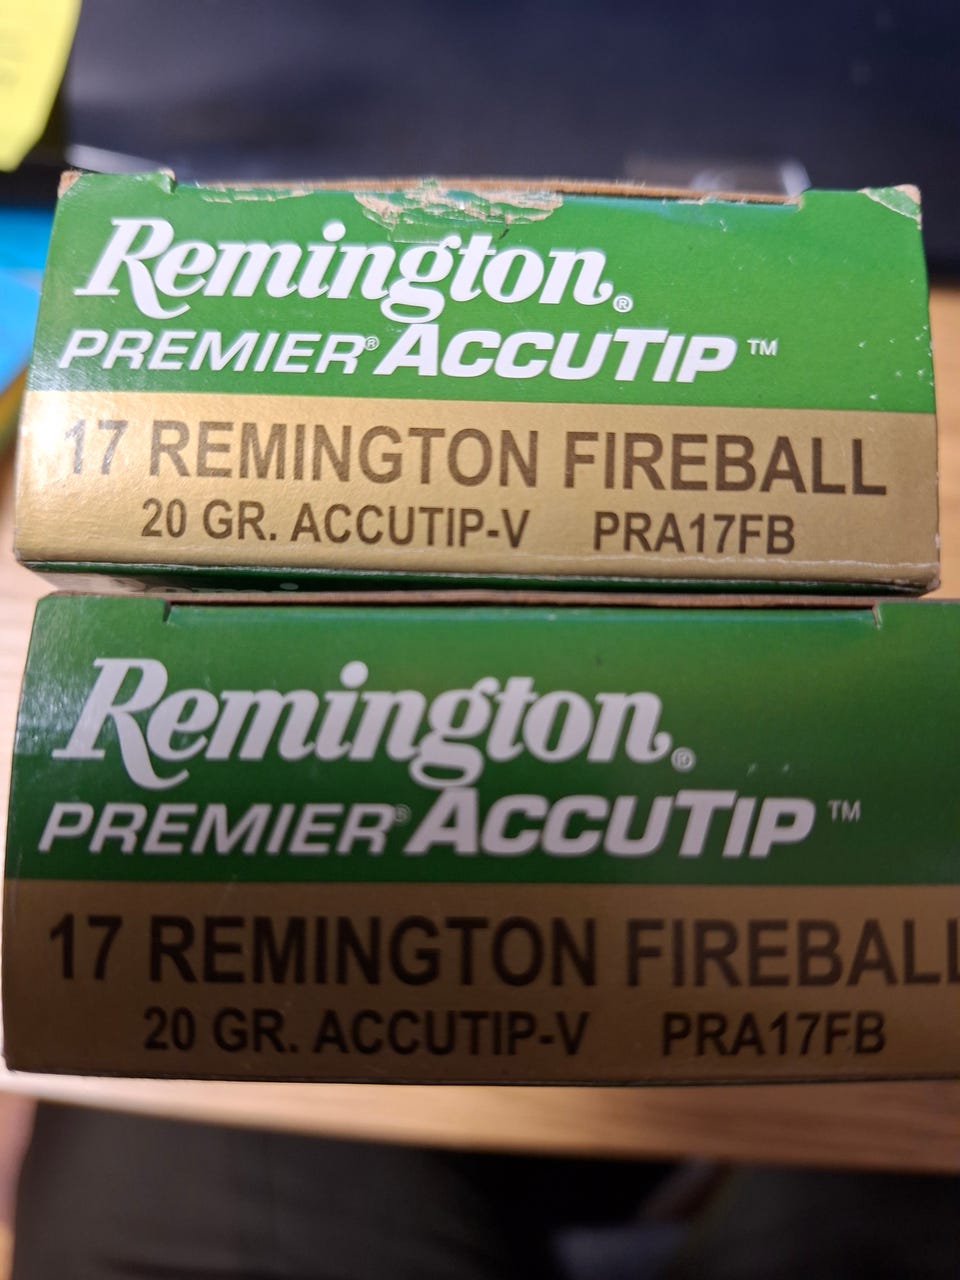 Remington®
PREMIER® ACCUTIP™
17 REMINGTON FIREBALL
20 GR. ACCUTIP-V PRA17FB
Remington®
PREMIER® ACCUTIP™
17 REMINGTON FIREBALL
20 GR. ACCUTIP-V PRA17FB